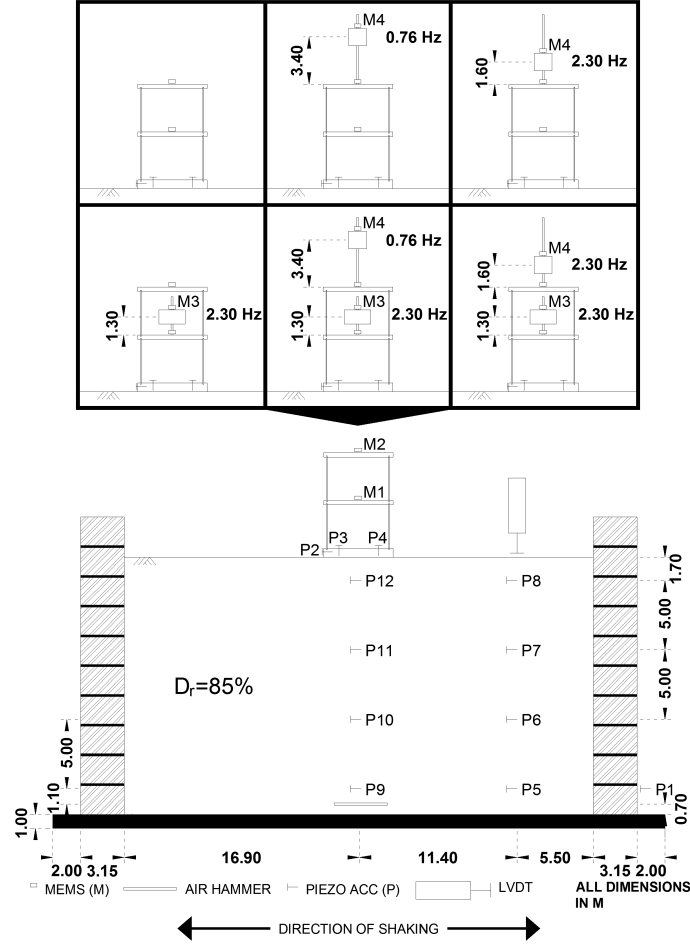 M4
0.76 Hz
3.40
M4
2.30 Hz
1.60
M3
2.30 Hz
1.30
M4
0.76 Hz
3.40
M3
2.30 Hz
1.30
M4
2.30 Hz
1.60
M3
2.30 Hz
1.30
M2
M1
P3 P4
P2
1.70
P12 P8
5.00
P11 P7
Dr=85%
5.00
P10 P6
5.00
P9 P5 P1
1.10
0.70
1.00
2.00 3.15 16.90 11.40 5.50 3.15 2.00
MEMS (M) AIR HAMMER PIEZO ACC (P) LVDT
ALL DIMENSIONS
IN M
DIRECTION OF SHAKING